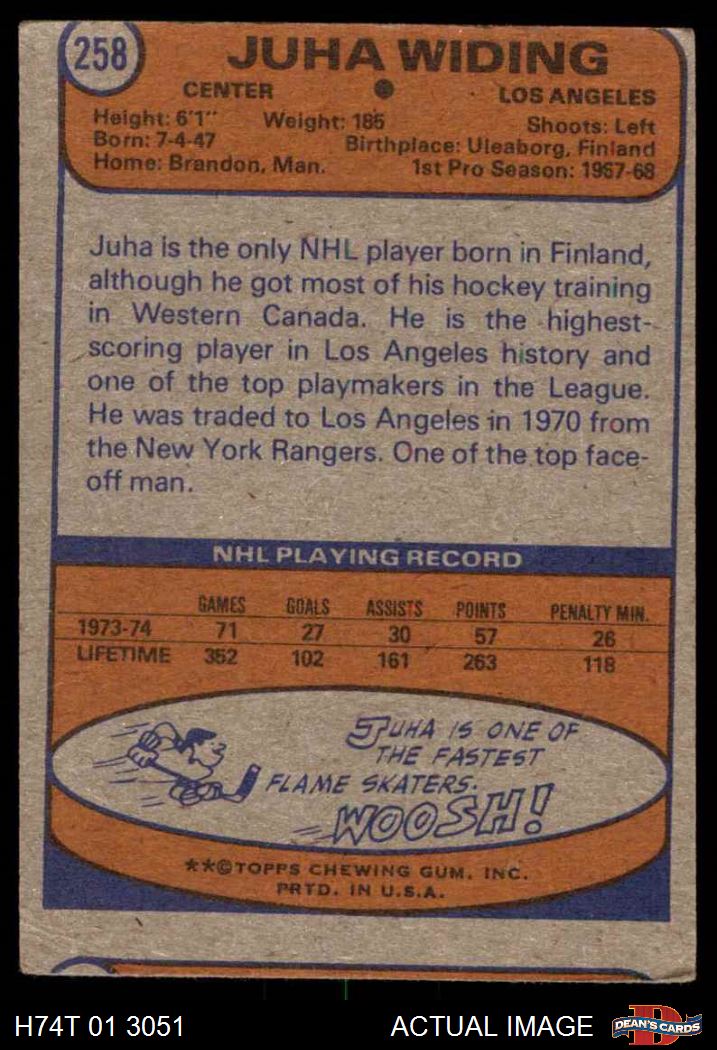 258
JUHA WIDING
CENTER
LOS ANGELES
Height: 6'1" Weight: 185 Shoots: Left
Born: 7-4-47 Birthplace: Uleaborg, Finland
Home: Brandon, Man. 1st Pro Season: 1967-68
Juha is the only NHL player born in Finland,
although he got most of his hockey training
in Western Canada. He is the highest-
scoring player in Los Angeles history and
one of the top playmakers in the League.
He was traded to Los Angeles in 1970 from
the New York Rangers. One of the top face-
off man.
NHL PLAYING RECORD
GAMES GOALS ASSISTS POINTS PENALTY MIN.
1973-74 71 27 30 57 26
LIFETIME 352 102 161 263 118
JUHA IS ONE OF
THE FASTEST
FLAME SKATERS.
WOOSH!
**©TOPPS CHEWING GUM, INC.
PRTD. IN U.S.A.
H74T 01 3051 ACTUAL IMAGE DEAN'S CARDS